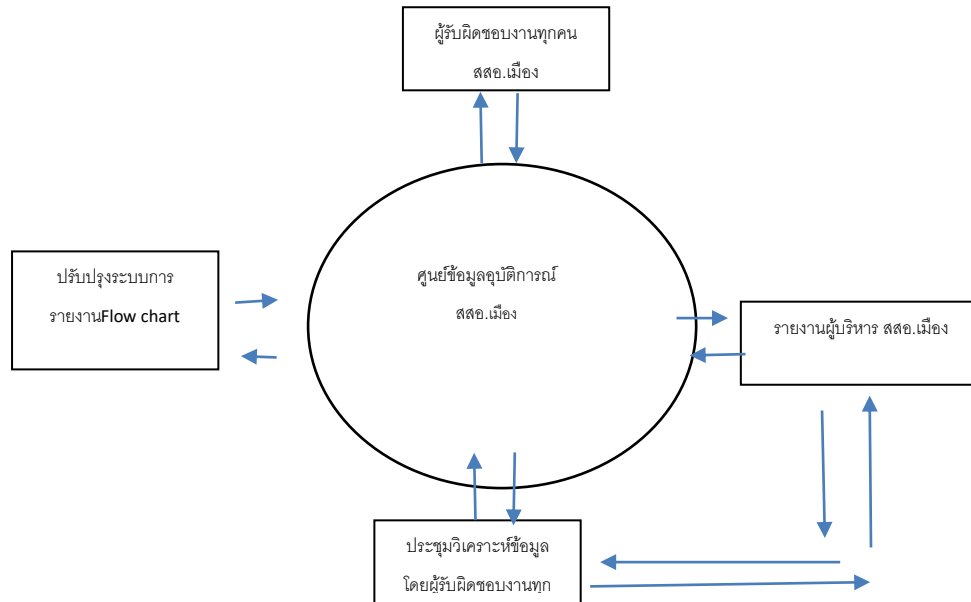 ผู้รับผิดชอบงานทุกคน
สสอ.เมือง
ศูนย์ข้อมูลอุบัติการณ์
สสอ.เมือง
ปรับปรุงระบบการ
รายงานFlow chart
รายงานผู้บริหาร สสอ.เมือง
ประชุมวิเคราะห์ข้อมูล
โดยผู้รับผิดชอบงานทุก